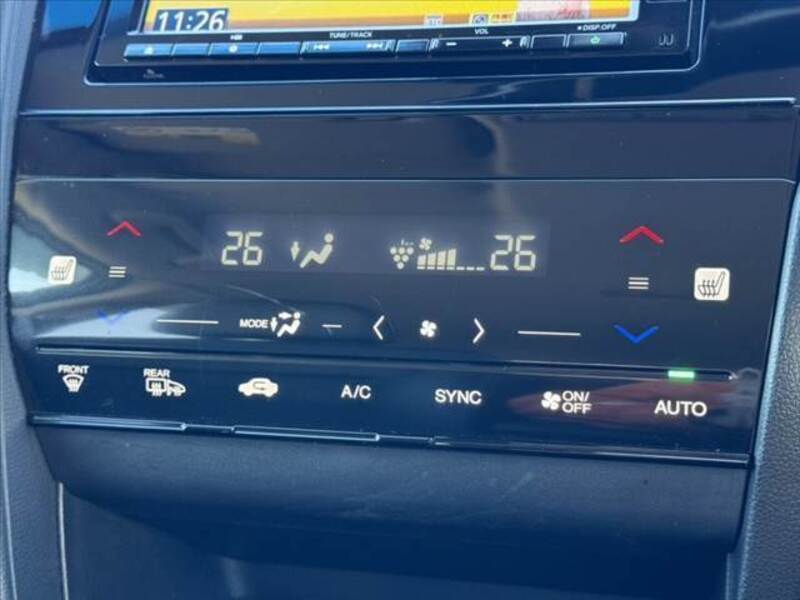 11:26
TUNE/TRACK
VOL
DISP.OFF
26
26
MODE
FRONT
REAR
A/C
SYNC
ON/
OFF
AUTO